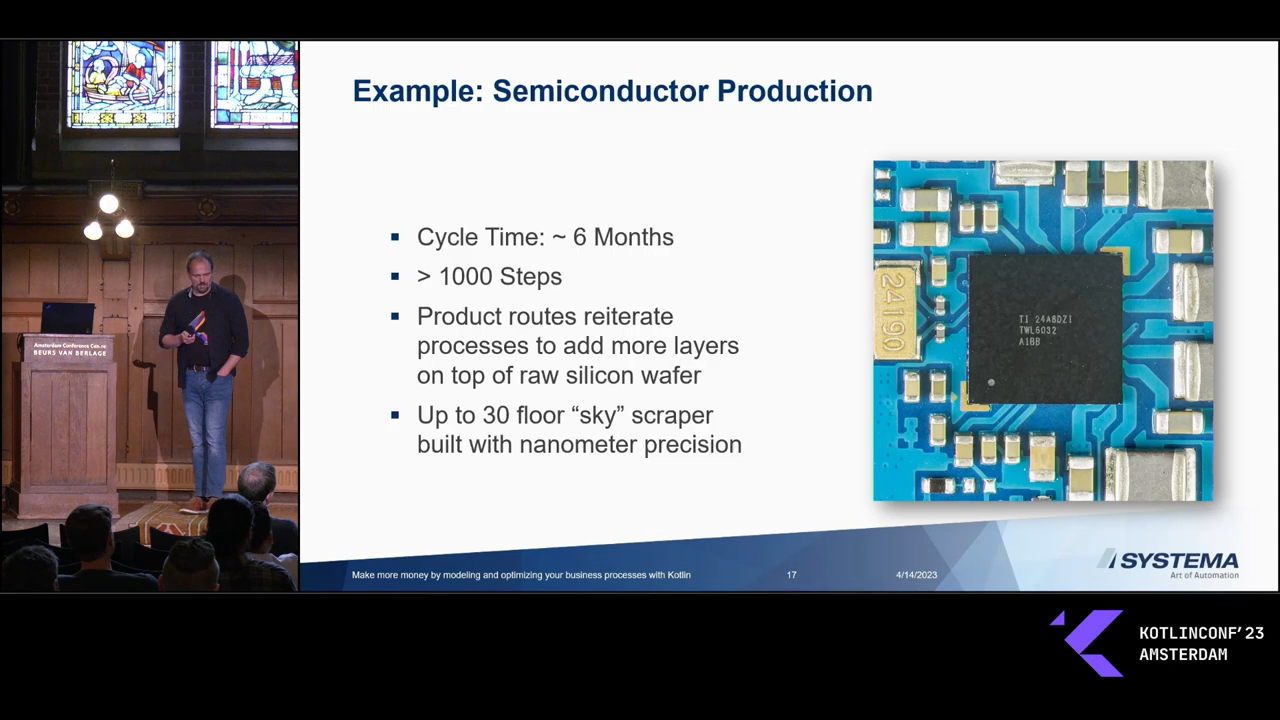 Example: Semiconductor Production
Cycle Time: ~ 6 Months
> 1000 Steps
Product routes reiterate
processes to add more layers
on top of raw silicon wafer
Up to 30 floor “sky” scraper
built with nanometer precision
24190
TI 24A8DZI
TWL6032
A1BB
Amsterdam Conference Centre
BEURS VAN BERLAGE
Make more money by modeling and optimizing your business processes with Kotlin
17
4/14/2023
SYSTEMA
Art of Automation
KOTLINCONF’23
AMSTERDAM